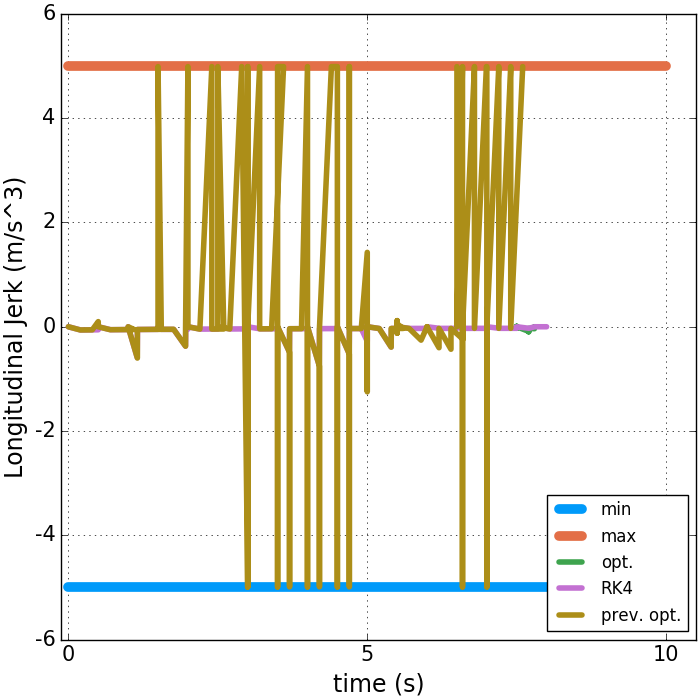 6
4
2
0
-2
-4
-6
Longitudinal Jerk (m/s^3)
0
5
10
time (s)
min
max
opt.
RK4
prev. opt.